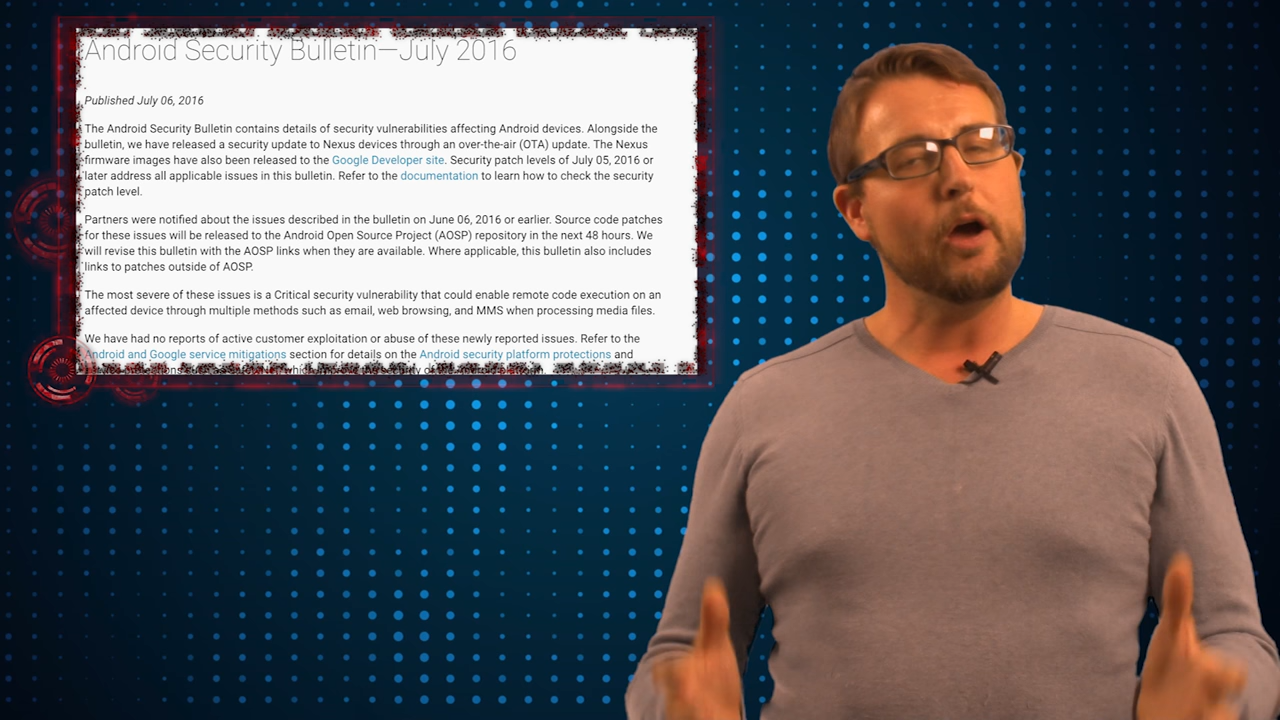 Android Security Bulletin—July 2016
Published July 06, 2016
The Android Security Bulletin contains details of security vulnerabilities affecting Android devices. Alongside the
bulletin, we have released a security update to Nexus devices through an over-the-air (OTA) update. The Nexus
firmware images have also been released to the Google Developer site. Security patch levels of July 05, 2016 or
later address all applicable issues in this bulletin. Refer to the documentation to learn how to check the security
patch level.
Partners were notified about the issues described in the bulletin on June 06, 2016 or earlier. Source code patches
for these issues will be released to the Android Open Source Project (AOSP) repository in the next 48 hours. We
will revise this bulletin with the AOSP links when they are available. Where applicable, this bulletin also includes
links to patches outside of AOSP.
The most severe of these issues is a Critical security vulnerability that could enable remote code execution on an
affected device through multiple methods such as email, web browsing, and MMS when processing media files.
We have had no reports of active customer exploitation or abuse of these newly reported issues. Refer to the
Android and Google service mitigations section for details on the Android security platform protections and
which improve the security of the Android platform.